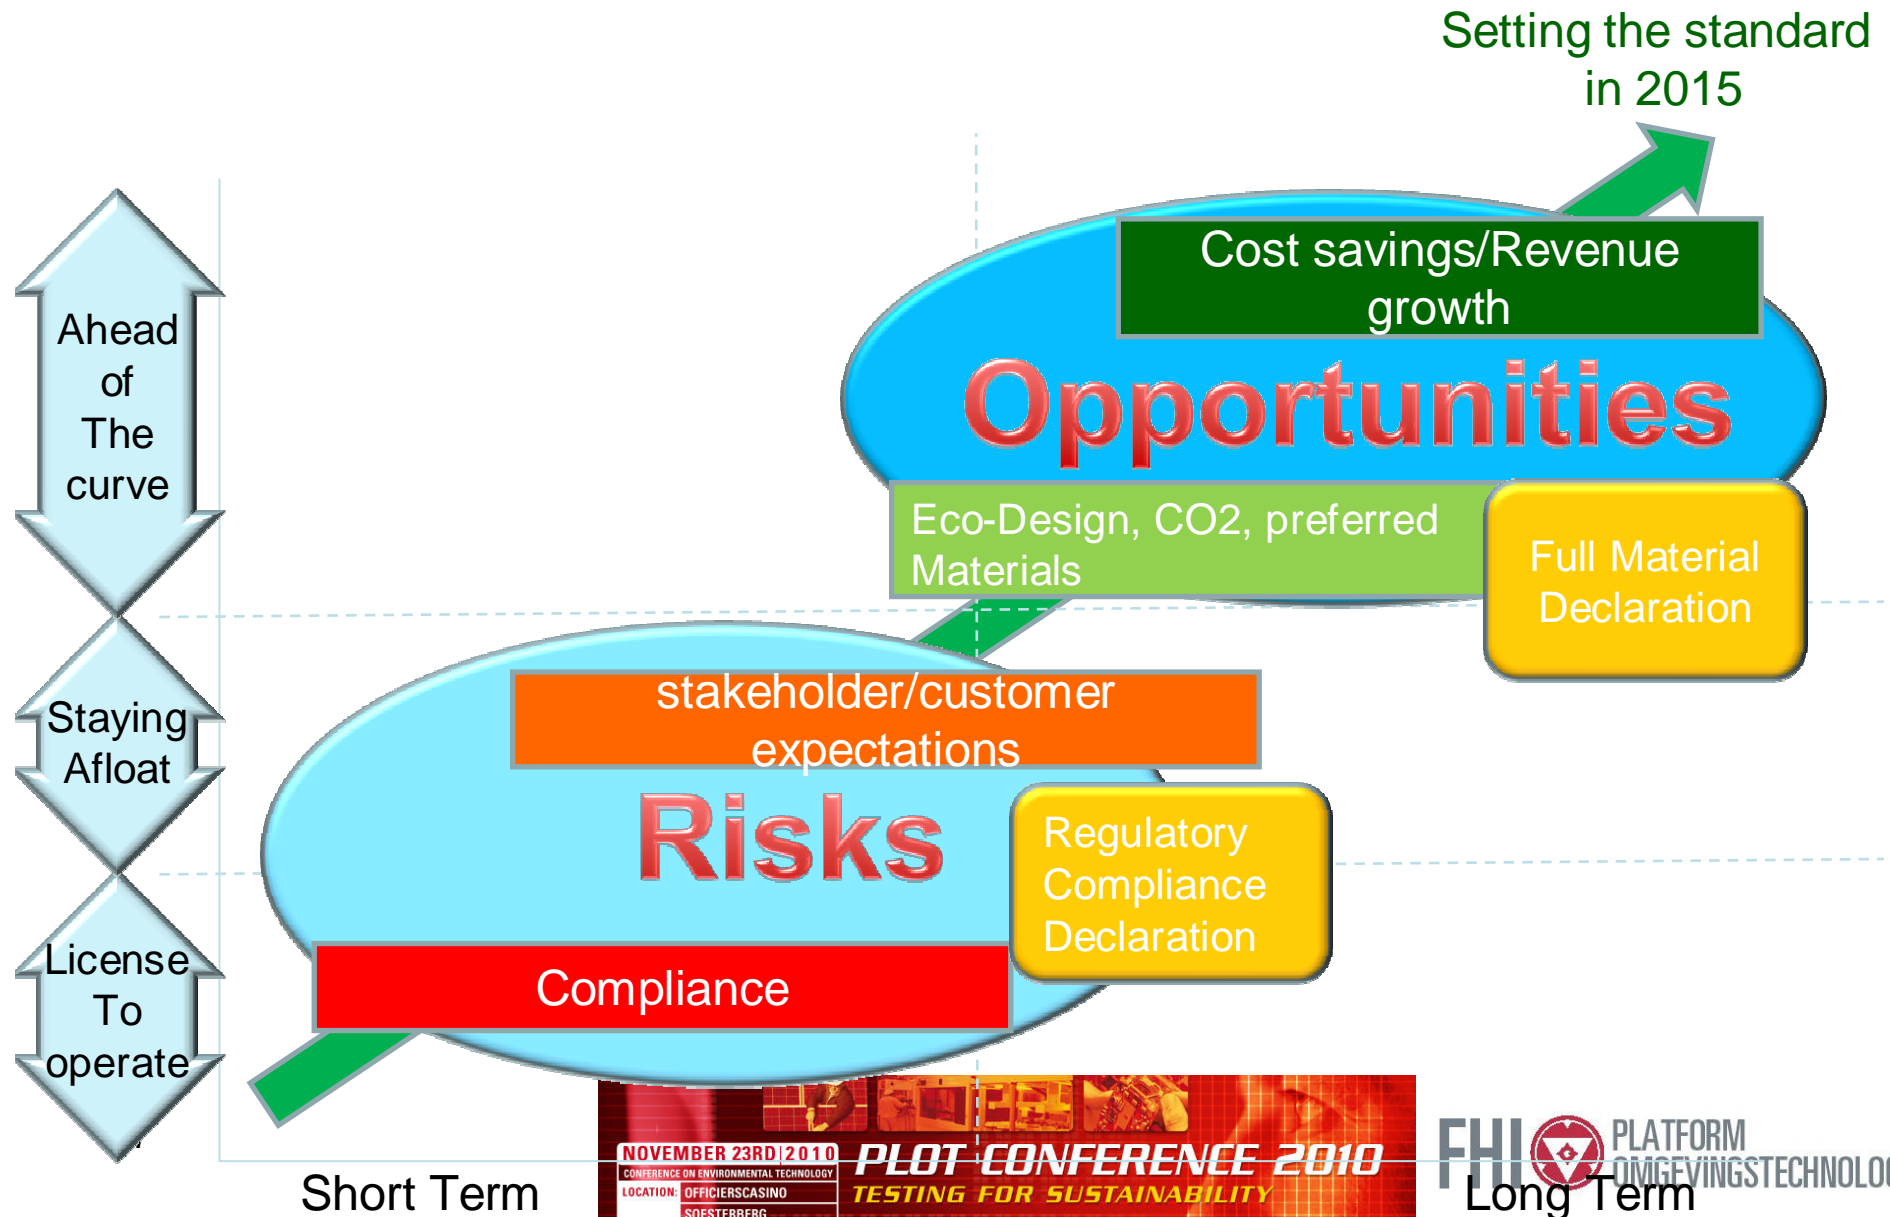 Setting the standard
in 2015
Ahead
of
The
curve
Cost savings/Revenue
growth
Opportunities
Eco-Design, CO2, preferred
Materials
Full Material
Declaration
Staying
Afloat
stakeholder/customer
expectations
Risks
Regulatory
Compliance
Declaration
License
To
operate
Compliance
NOVEMBER 23RD|2010
CONFERENCE ON ENVIRONMENTAL TECHNOLOGY
LOCATION: OFFICIERSCASINO
SOESTERBERG
PLOT CONFERENCE 2010
TESTING FOR SUSTAINABILITY
FHI PLATFORM
OMGEVINGSTECHNOLOG
Short Term
Long Term